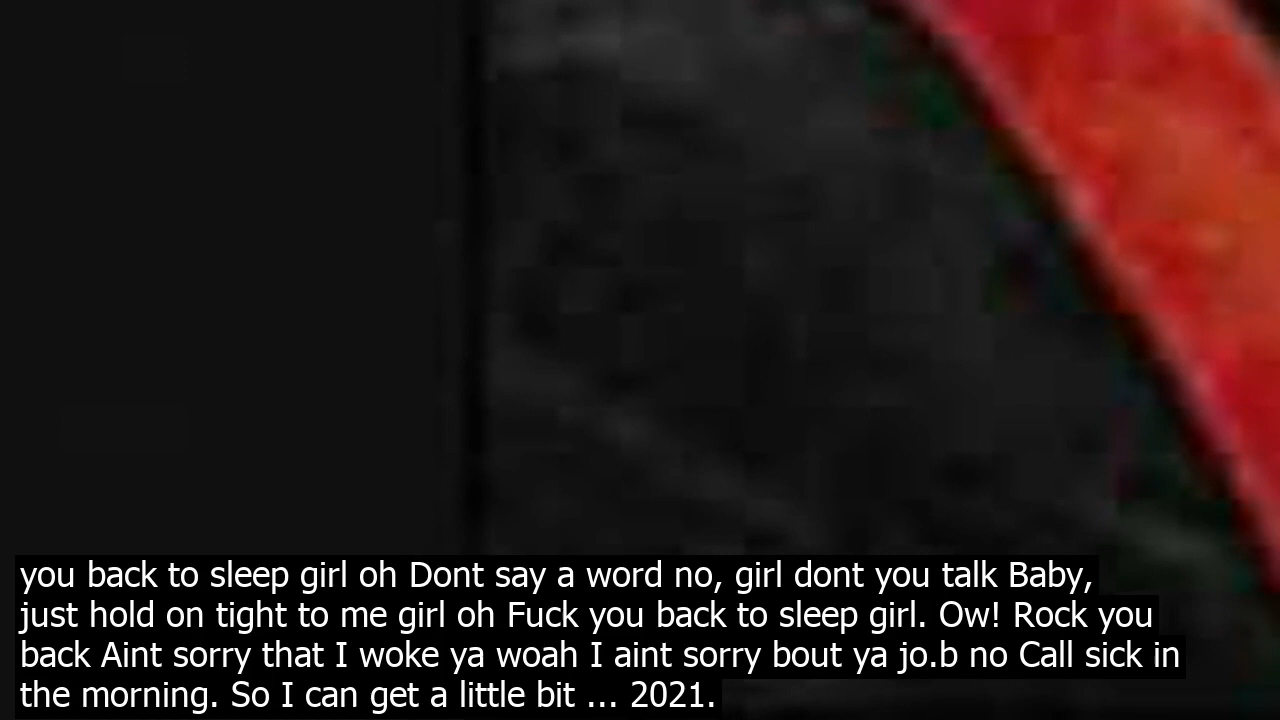 you back to sleep girl oh Dont say a word no, girl dont you talk Baby,
just hold on tight to me girl oh Fuck you back to sleep girl. Ow! Rock you
back Aint sorry that I woke ya woah I aint sorry bout ya jo.b no Call sick in
the morning. So I can get a little bit ... 2021.